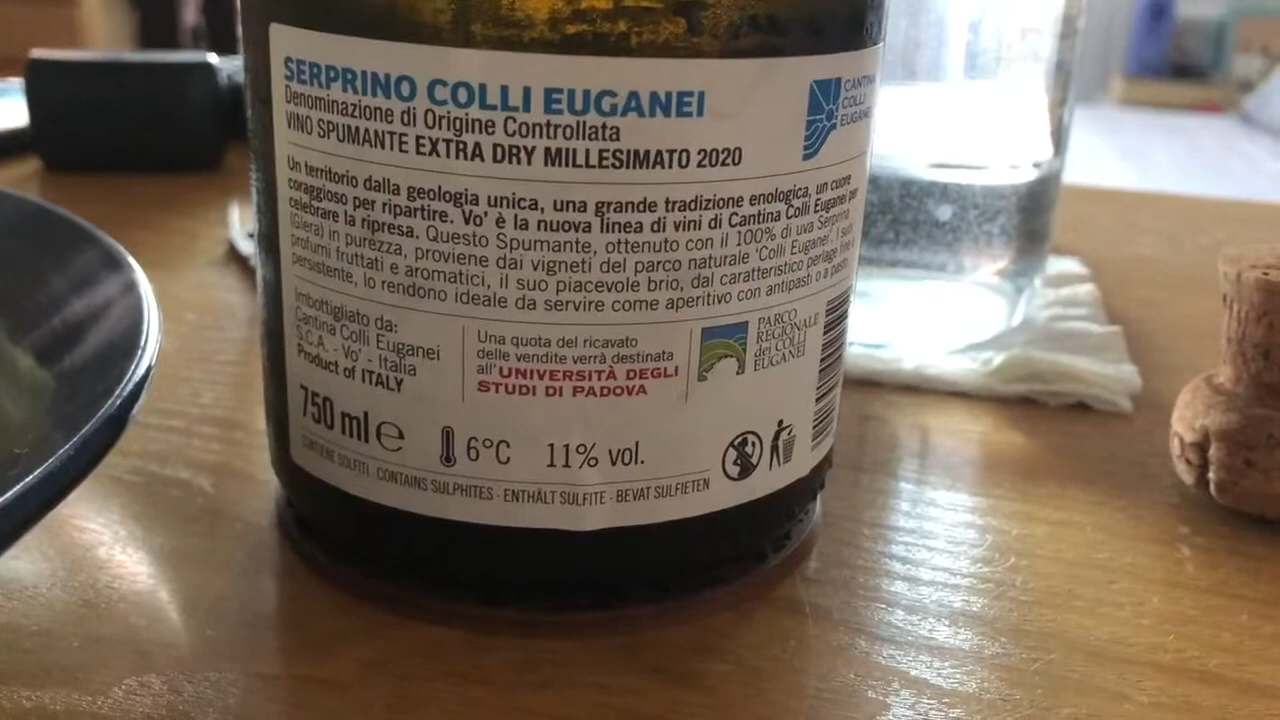 SERPRINO COLLI EUGANEI
Denominazione di Origine Controllata
VINO SPUMANTE EXTRA DRY MILLESIMATO 2020
CANTINA
COLLI
EUGANEI
Un territorio dalla geologia unica, una grande tradizione enologica, un cuore
coraggioso per ripartire. Vo' è la nuova linea di vini di Cantina Colli Euganei per
celebrare la ripresa. Questo Spumante, ottenuto con il 100% di uva Serprina
(Glera) in purezza, proviene dai vigneti del parco naturale 'Colli Euganei'. I suoi
profumi fruttati e aromatici, il suo piacevole brio, dal caratteristico perlage fine e
persistente, lo rendono ideale da servire come aperitivo con antipasti o a pasto.
Imbottigliato da:
Cantina Colli Euganei
S.C.A. - Vo' - Italia
Product of ITALY
Una quota del ricavato
delle vendite verrà destinata
all'UNIVERSITÀ DEGLI
STUDI DI PADOVA
PARCO
REGIONALE
dei COLLI
EUGANEI
750 ml e
6°C
11% vol.
CONTIENE SOLFITI · CONTAINS SULPHITES · ENTHÄLT SULFITE · BEVAT SULFIETEN